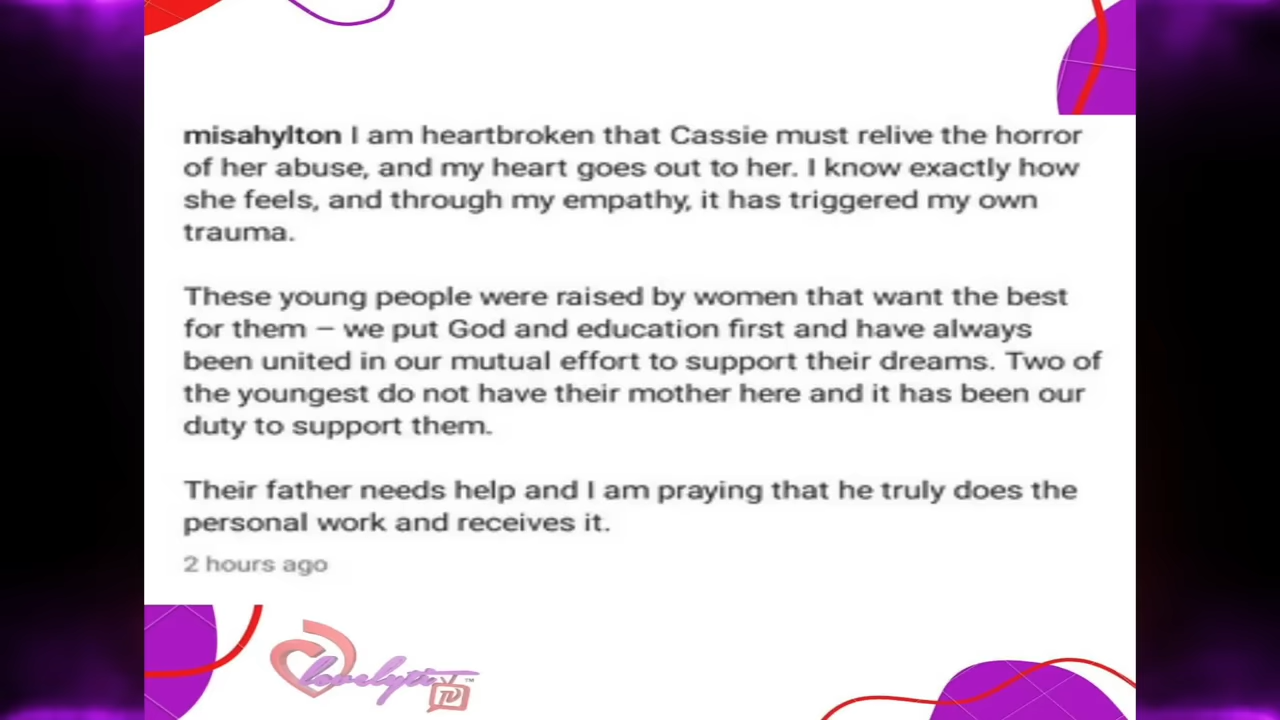 misahylton I am heartbroken that Cassie must relive the horror
of her abuse, and my heart goes out to her. I know exactly how
she feels, and through my empathy, it has triggered my own
trauma.
These young people were raised by women that want the best
for them – we put God and education first and have always
been united in our mutual effort to support their dreams. Two of
the youngest do not have their mother here and it has been our
duty to support them.
Their father needs help and I am praying that he truly does the
personal work and receives it.
2 hours ago
lovelyti TV™